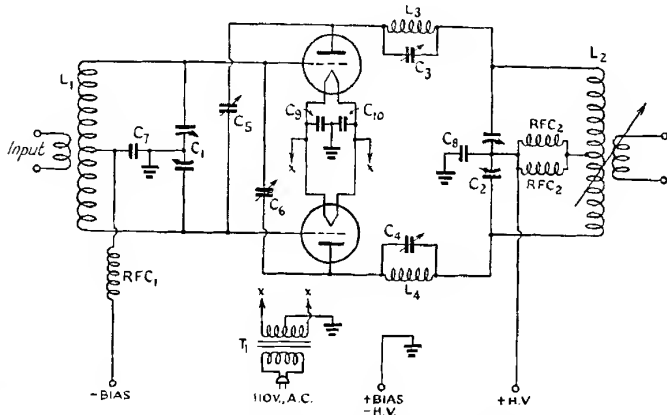 L₃
L₁
C₃
L₂
C₉
C₁₀
C₇
C₅
C₈
RFC₂
Input
C₁
RFC₂
C₂
C₆
C₄
x
x
RFC₁
L₄
x
x
T₁
-BIAS
110V., A.C.
+BIAS
-H.V.
+H.V